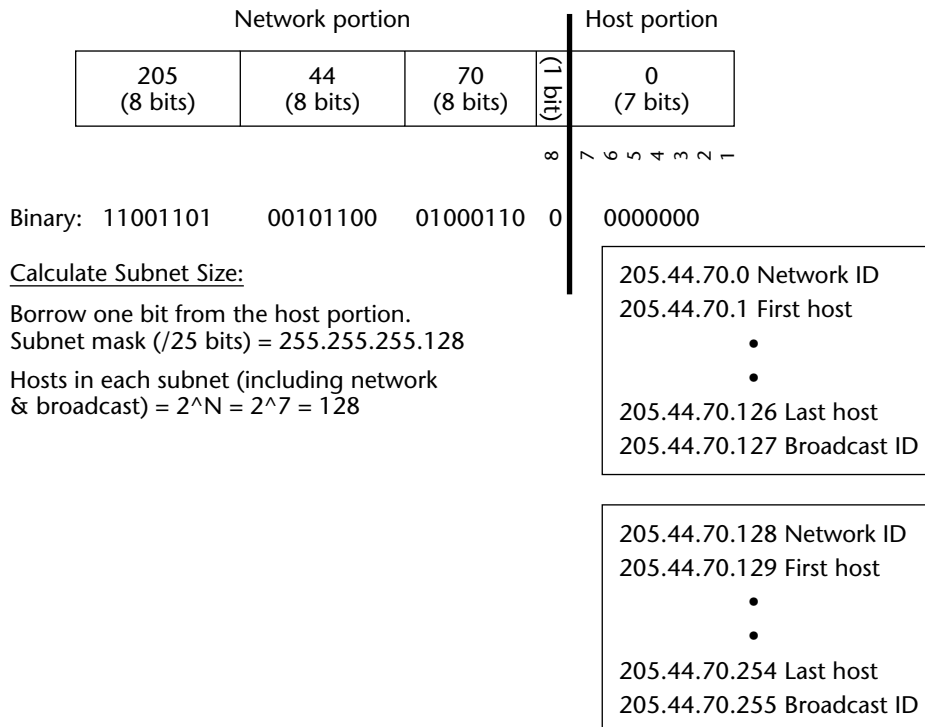 Network portion
Host portion
205
(8 bits)
44
(8 bits)
70
(8 bits)
(1 bit)
0
(7 bits)
8 7 6 5 4 3 2 1
Binary: 11001101 00101100 01000110 0 0000000
Calculate Subnet Size:
Borrow one bit from the host portion.
Subnet mask (/25 bits) = 255.255.255.128
Hosts in each subnet (including network
& broadcast) = 2^N = 2^7 = 128
205.44.70.0 Network ID
205.44.70.1 First host
•
•
205.44.70.126 Last host
205.44.70.127 Broadcast ID
205.44.70.128 Network ID
205.44.70.129 First host
•
•
205.44.70.254 Last host
205.44.70.255 Broadcast ID